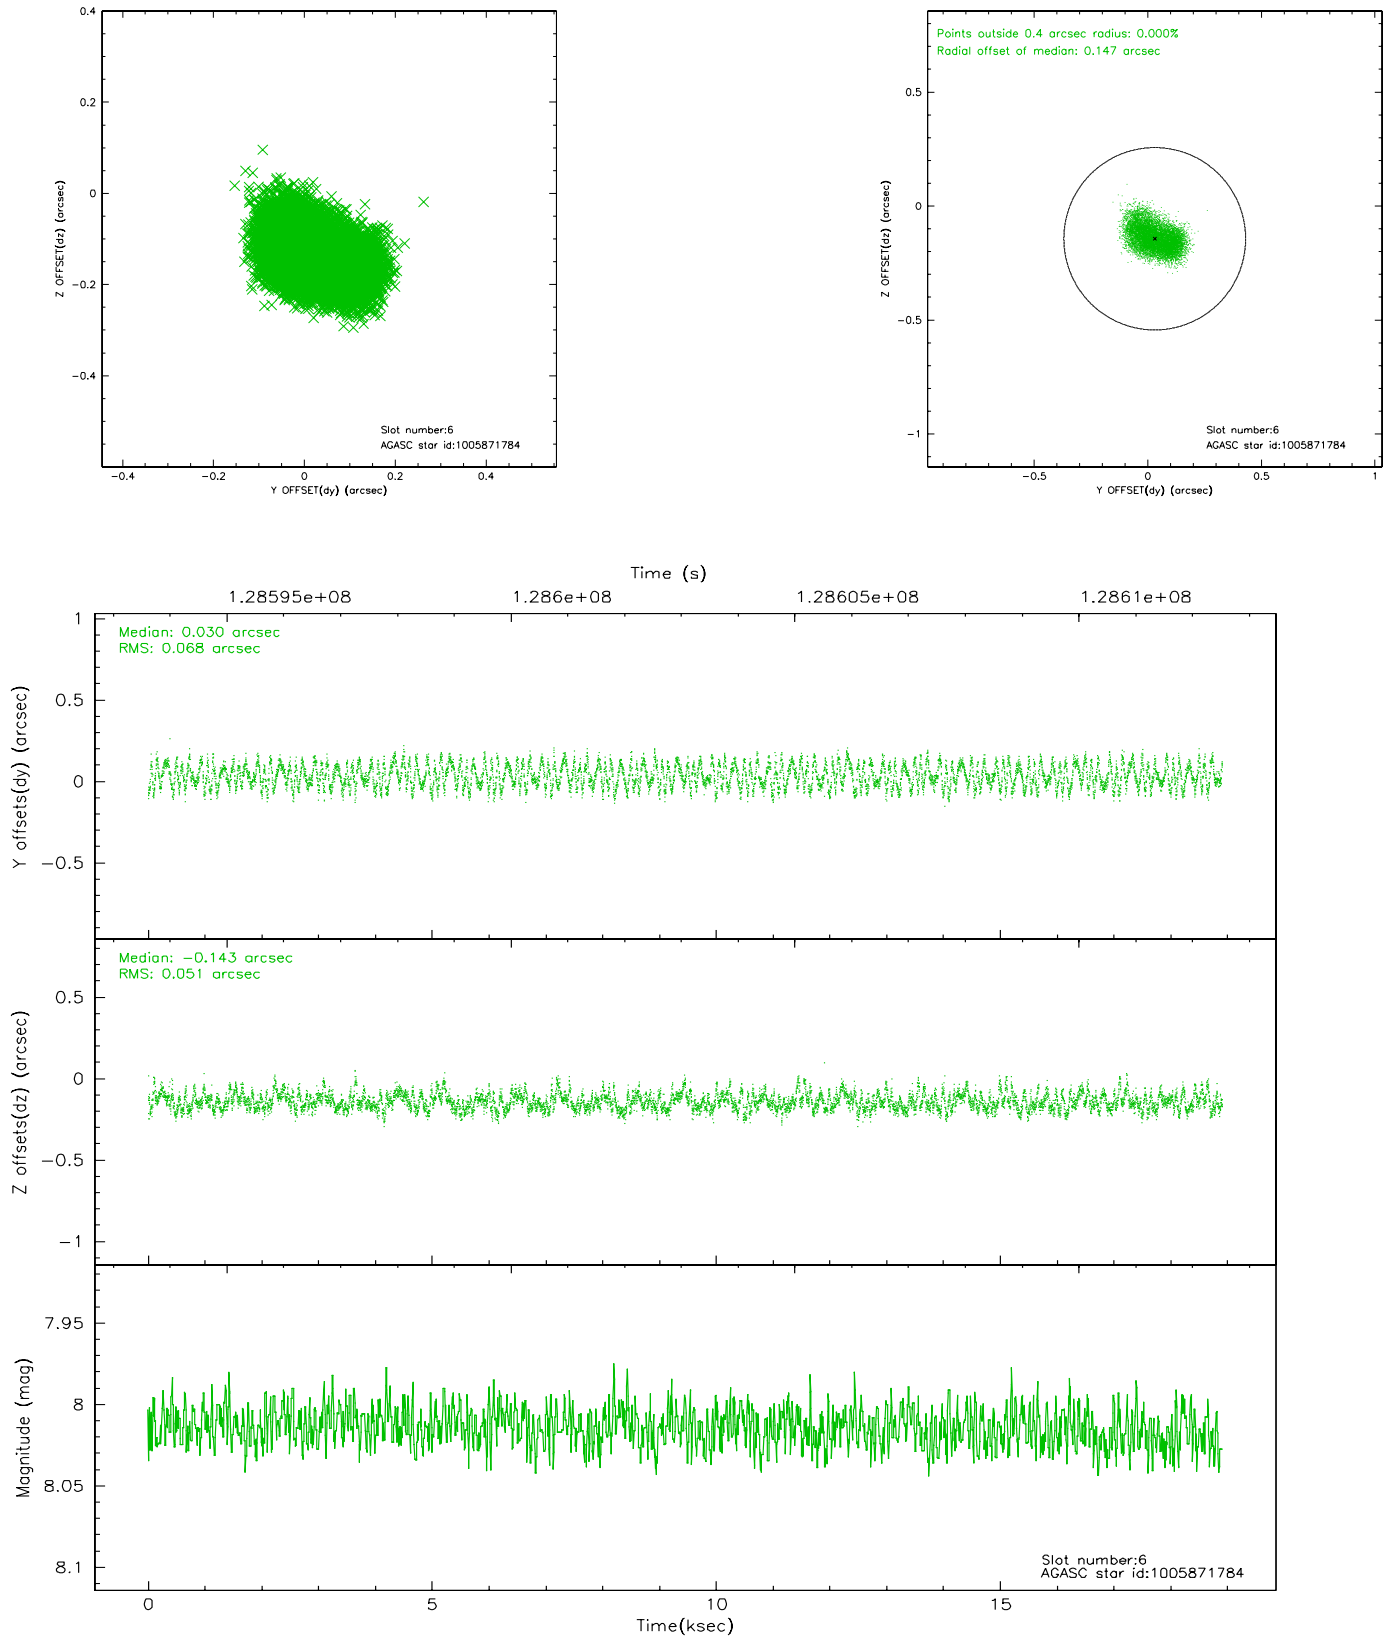 0.4
0.2
0
−0.2
−0.4
Z OFFSET(dz) (arcsec)
Slot number:6
AGASC star id:1005871784
−0.4 −0.2 0 0.2 0.4
Y OFFSET(dy) (arcsec)
Points outside 0.4 arcsec radius: 0.000%
Radial offset of median: 0.147 arcsec
0.5
0
−0.5
−1
Z OFFSET(dz) (arcsec)
Slot number:6
AGASC star id:1005871784
−0.5 0 0.5 1
Y OFFSET(dy) (arcsec)
Time (s)
1.28595e+08 1.286e+08 1.28605e+08 1.2861e+08
Median: 0.030 arcsec
RMS: 0.068 arcsec
1
0.5
0
−0.5
Y offsets(dy) (arcsec)
Median: −0.143 arcsec
RMS: 0.051 arcsec
0.5
0
−0.5
−1
Z offsets(dz) (arcsec)
7.95
8
8.05
8.1
Magnitude (mag)
Slot number:6
AGASC star id:1005871784
0 5 10 15
Time(ksec)